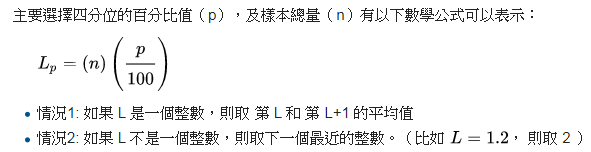 主要選擇四分位的百分比值（p），及樣本總量（n）有以下數學公式可以表示：
L_p = (n) (p/100)
• 情況1: 如果 L 是一個整數，則取 第 L 和 第 L+1 的平均值
• 情況2: 如果 L 不是一個整數，則取下一個最近的整數。（比如 L = 1.2， 則取 2 ）